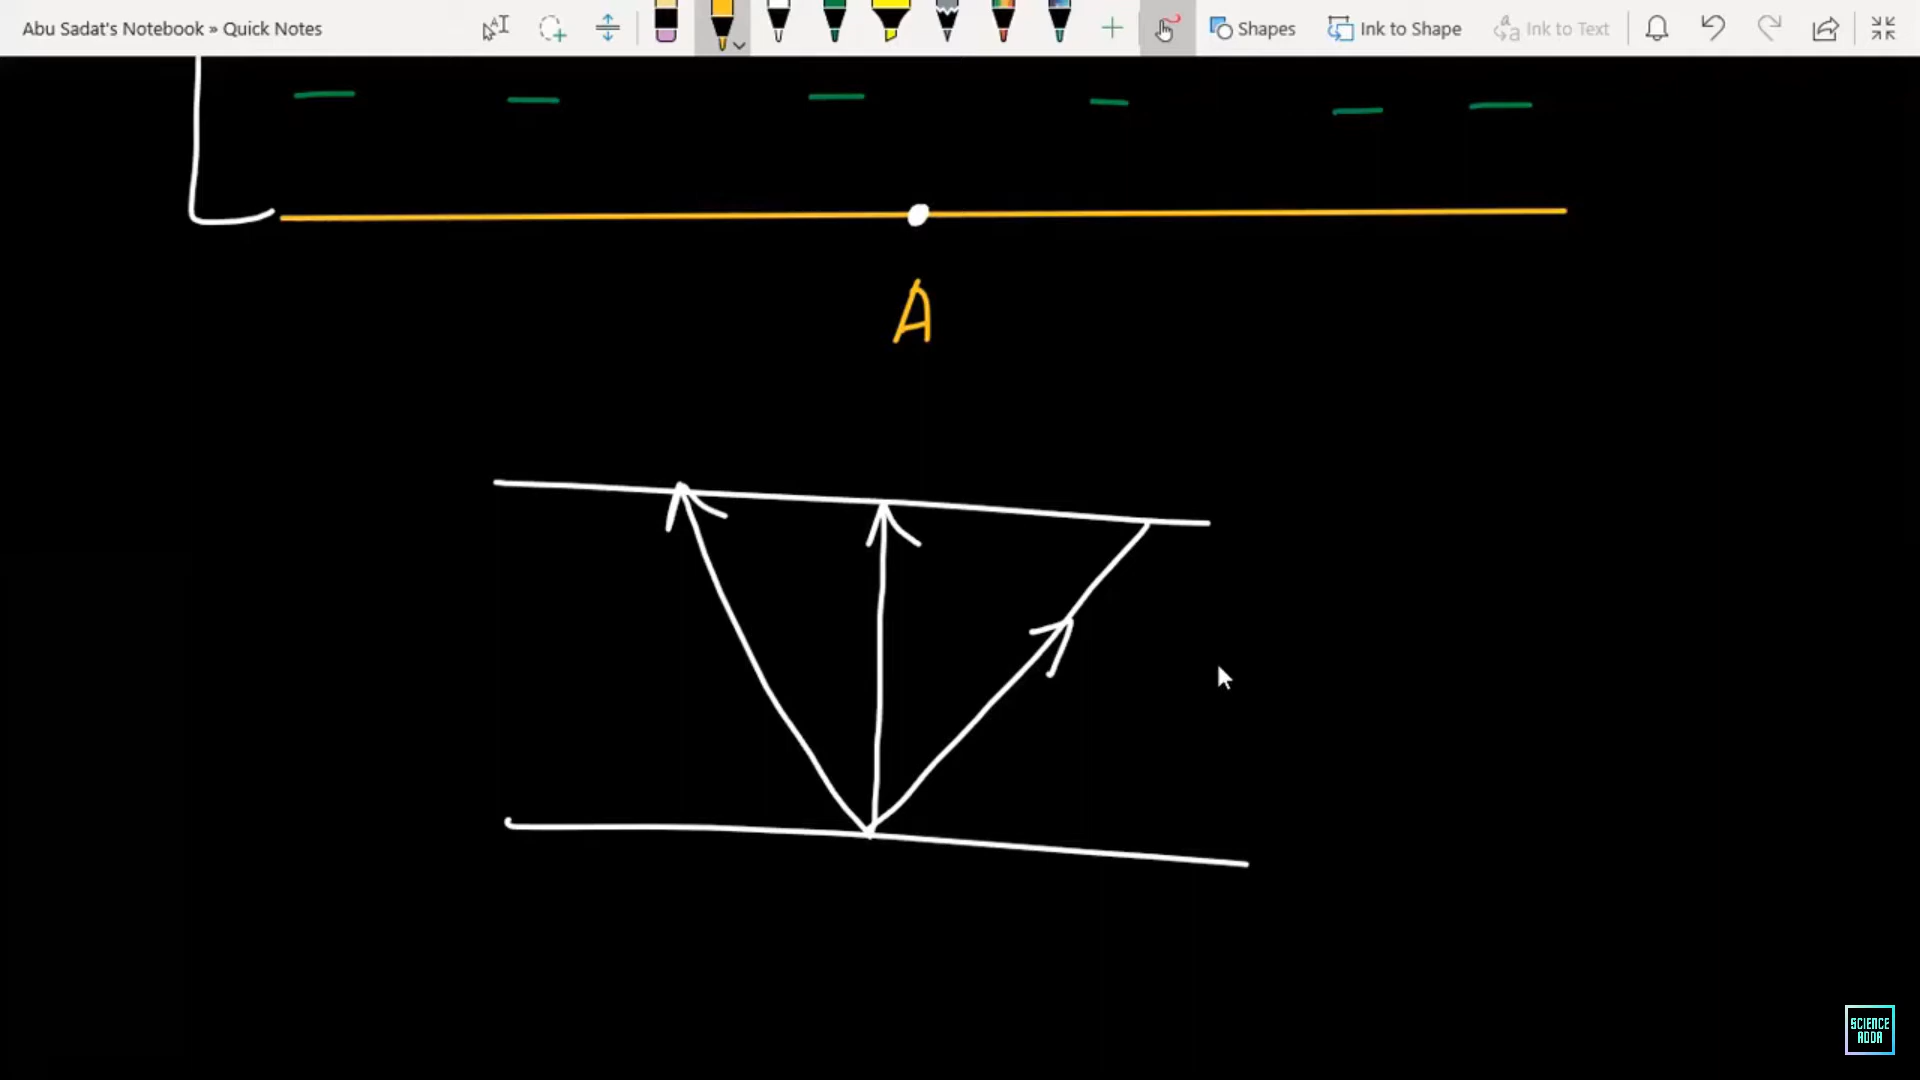 Abu Sadat's Notebook » Quick Notes
Shapes
Ink to Shape
Ink to Text
A
SCIENCE
ADDA